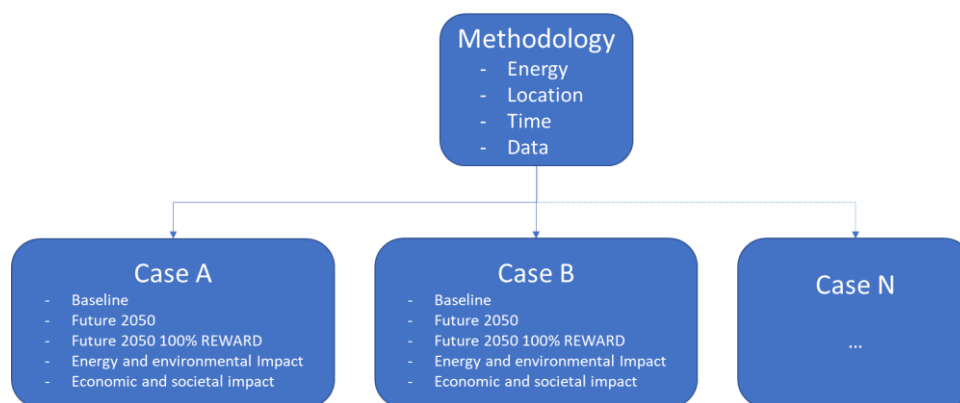 Methodology
- Energy
- Location
- Time
- Data
Case A
- Baseline
- Future 2050
- Future 2050 100% REWARD
- Energy and environmental Impact
- Economic and societal impact
Case B
- Baseline
- Future 2050
- Future 2050 100% REWARD
- Energy and environmental Impact
- Economic and societal impact
Case N
...